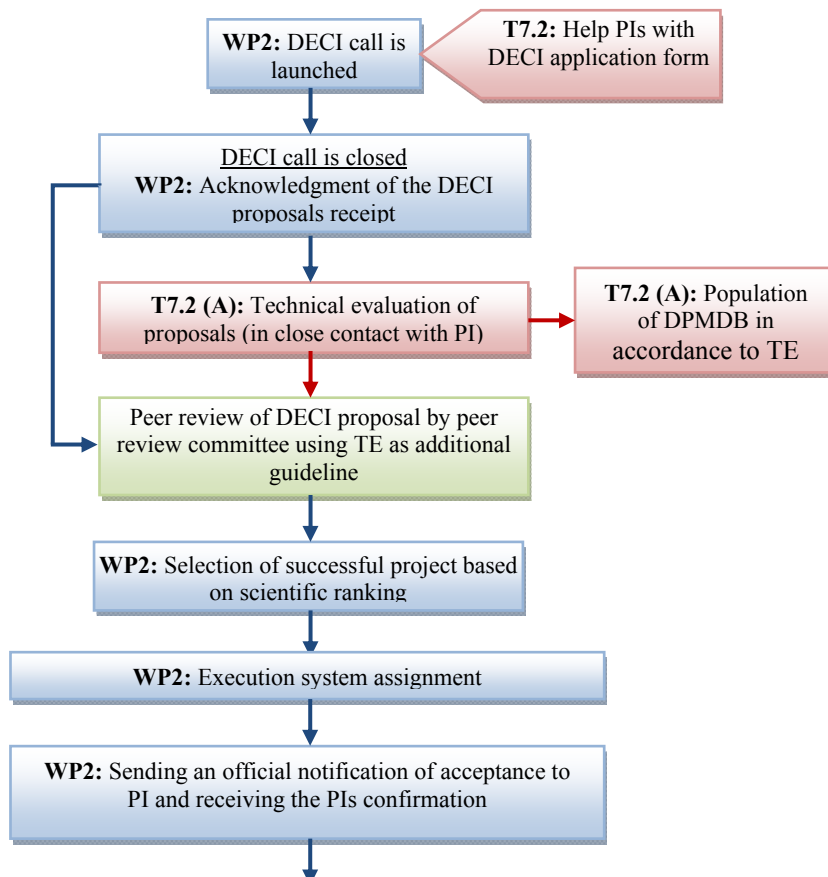 WP2: DECI call is
launched
T7.2: Help PIs with
DECI application form
DECI call is closed
WP2: Acknowledgment of the DECI
proposals receipt
T7.2 (A): Technical evaluation of
proposals (in close contact with PI)
T7.2 (A): Population
of DPMDB in
accordance to TE
Peer review of DECI proposal by peer
review committee using TE as additional
guideline
WP2: Selection of successful project based
on scientific ranking
WP2: Execution system assignment
WP2: Sending an official notification of acceptance to
PI and receiving the PIs confirmation